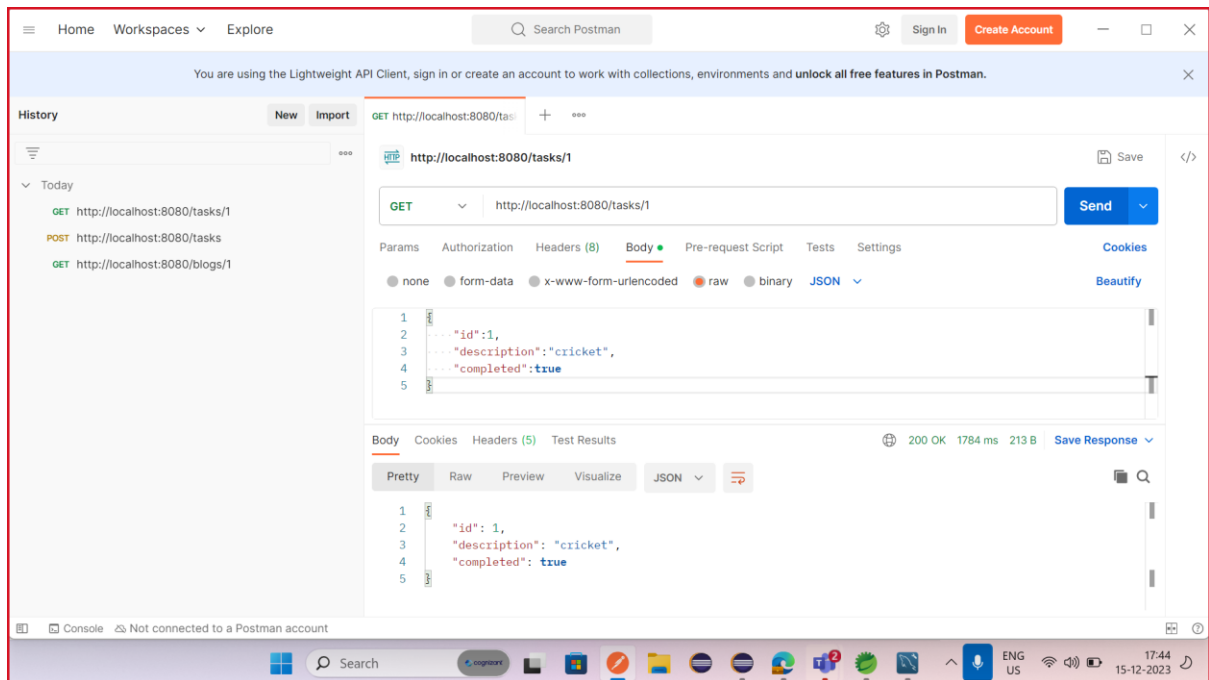 Home Workspaces Explore Search Postman Sign In Create Account
You are using the Lightweight API Client, sign in or create an account to work with collections, environments and unlock all free features in Postman.
History New Import GET http://localhost:8080/tas
HTTP http://localhost:8080/tasks/1 Save </>
Today
GET http://localhost:8080/tasks/1
POST http://localhost:8080/tasks
GET http://localhost:8080/blogs/1
GET http://localhost:8080/tasks/1 Send
Params Authorization Headers (8) Body Pre-request Script Tests Settings Cookies
none form-data x-www-form-urlencoded raw binary JSON Beautify
1 {
2 "id":1,
3 "description":"cricket",
4 "completed":true
5 }
Body Cookies Headers (5) Test Results 200 OK 1784 ms 213 B Save Response
Pretty Raw Preview Visualize JSON
1 {
2 "id": 1,
3 "description": "cricket",
4 "completed": true
5 }
Console Not connected to a Postman account
Search cognizant 2 ENG 17:44
US 15-12-2023